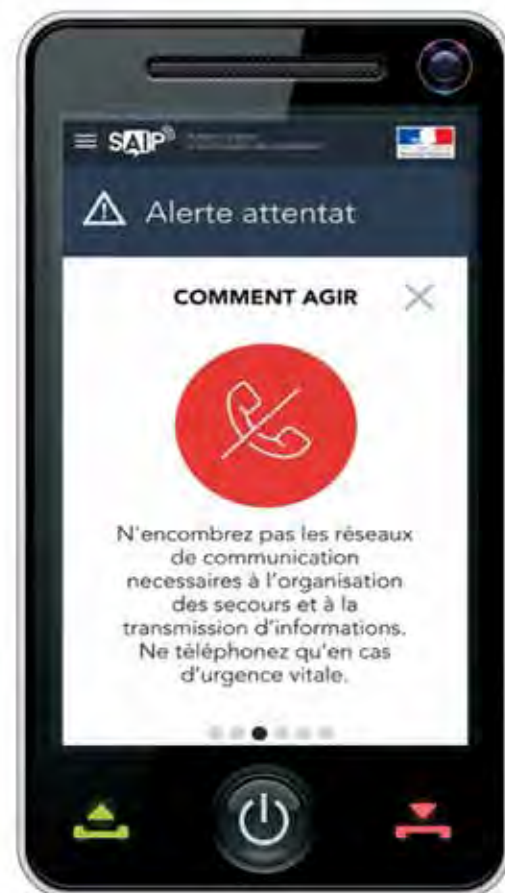 SAIP
Alerte attentat
COMMENT AGIR
N'encombrez pas les réseaux
de communication
necessaires à l'organisation
des secours et à la
transmission d'informations.
Ne téléphonez qu'en cas
d'urgence vitale.